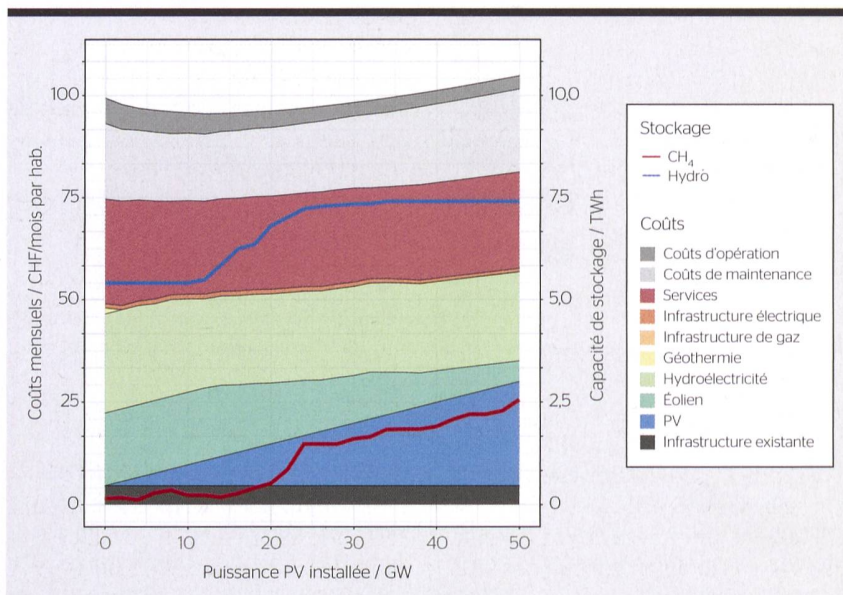 Coûts mensuels / CHF/mois par hab.
100
75
50
25
0
10,0
7,5
5,0
2,5
0
Capacité de stockage / TWh
0
10
20
30
40
50
Puissance PV installée / GW
Stockage
CH4
Hydro
Coûts
Coûts d'opération
Coûts de maintenance
Services
Infrastructure électrique
Infrastructure de gaz
Géothermie
Hydroélectricité
Éolien
PV
Infrastructure existante